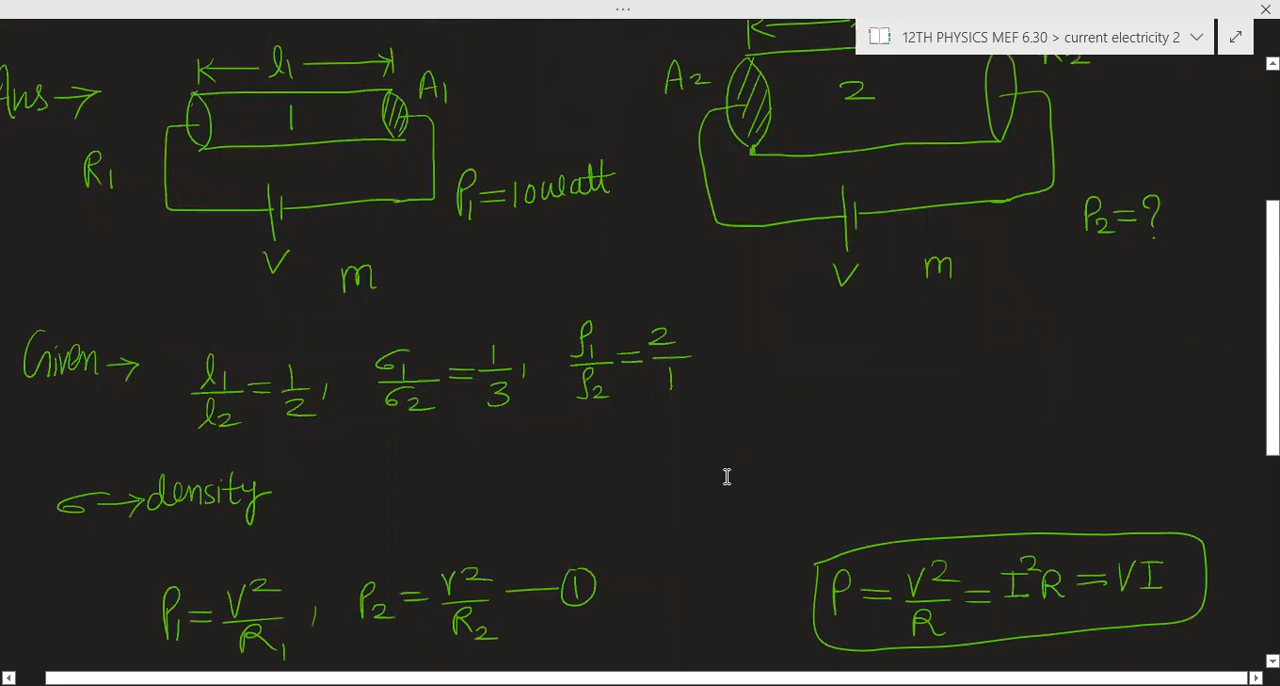 12TH PHYSICS MEF 6.30 > current electricity 2
Ans →
l₁
A₁
1
R₁
P₁ = 10 watt
V
m
A₂
2
R₂
P₂ = ?
V
m
Given → l₁/l₂ = 1/2, σ₁/σ₂ = 1/3, ρ₁/ρ₂ = 2/1
σ → density
P₁ = V²/R₁, P₂ = V²/R₂ — ①
P = V²/R = I²R = VI